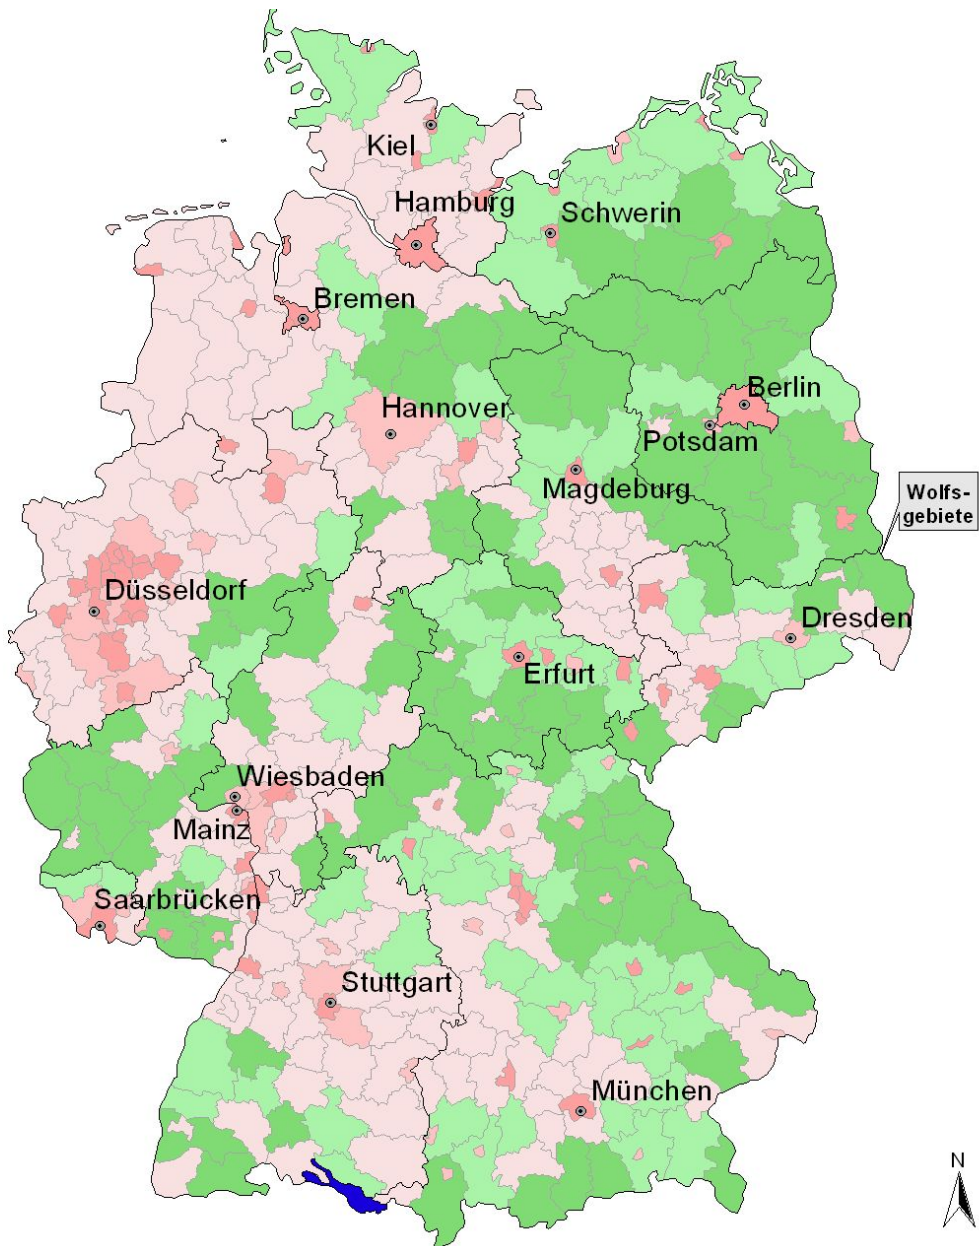 Kiel
Hamburg
Schwerin
Bremen
Berlin
Hannover
Potsdam
Magdeburg
Wolfs-
gebiete
Düsseldorf
Dresden
Erfurt
Wiesbaden
Mainz
Saarbrücken
Stuttgart
München
N